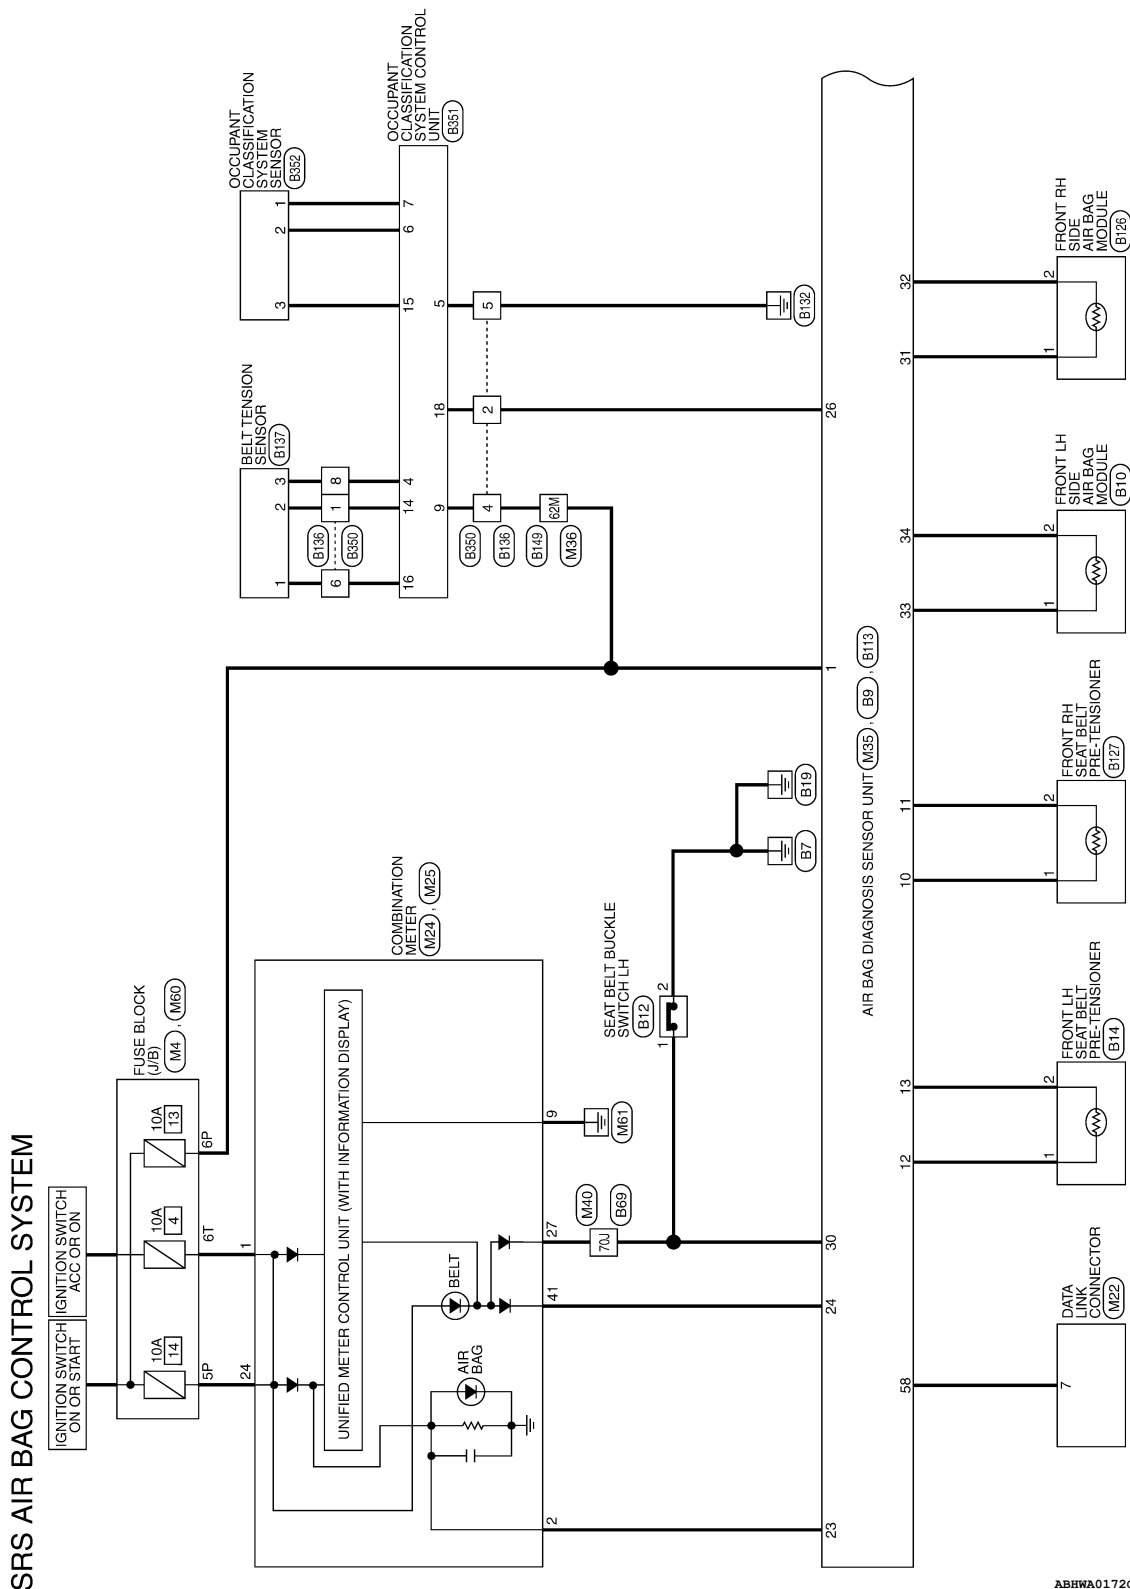 SRS AIR BAG CONTROL SYSTEM
IGNITION SWITCH
ON OR START
IGNITION SWITCH
ACC OR ON
FUSE BLOCK
(J/B)
M4 , M60
10A
14
10A
4
10A
13
5P
6T
6P
24
1
COMBINATION
METER
M24 , M25
UNIFIED METER CONTROL UNIT (WITH INFORMATION DISPLAY)
AIR
BAG
BELT
2
41
27
9
M61
70J
M40
B69
SEAT BELT BUCKLE
SWITCH LH
B12
1
2
B7
B19
BELT TENSION
SENSOR
B137
1
2
3
6
1
8
B136
B350
16
14
4
OCCUPANT
CLASSIFICATION
SYSTEM
SENSOR
B352
3
2
1
15
6
7
OCCUPANT
CLASSIFICATION
SYSTEM CONTROL
UNIT
B351
9
18
5
4
2
5
B350
B136
62M
B149
M36
B132
23
24
30
1
26
AIR BAG DIAGNOSIS SENSOR UNIT M35 , B9 , B113
58
12
13
10
11
33
34
31
32
DATA
LINK
CONNECTOR
M22
7
FRONT LH
SEAT BELT
PRE-TENSIONER
B14
1
2
FRONT RH
SEAT BELT
PRE-TENSIONER
B127
1
2
FRONT LH
SIDE
AIR BAG
MODULE
B10
1
2
FRONT RH
SIDE
AIR BAG
MODULE
B126
1
2